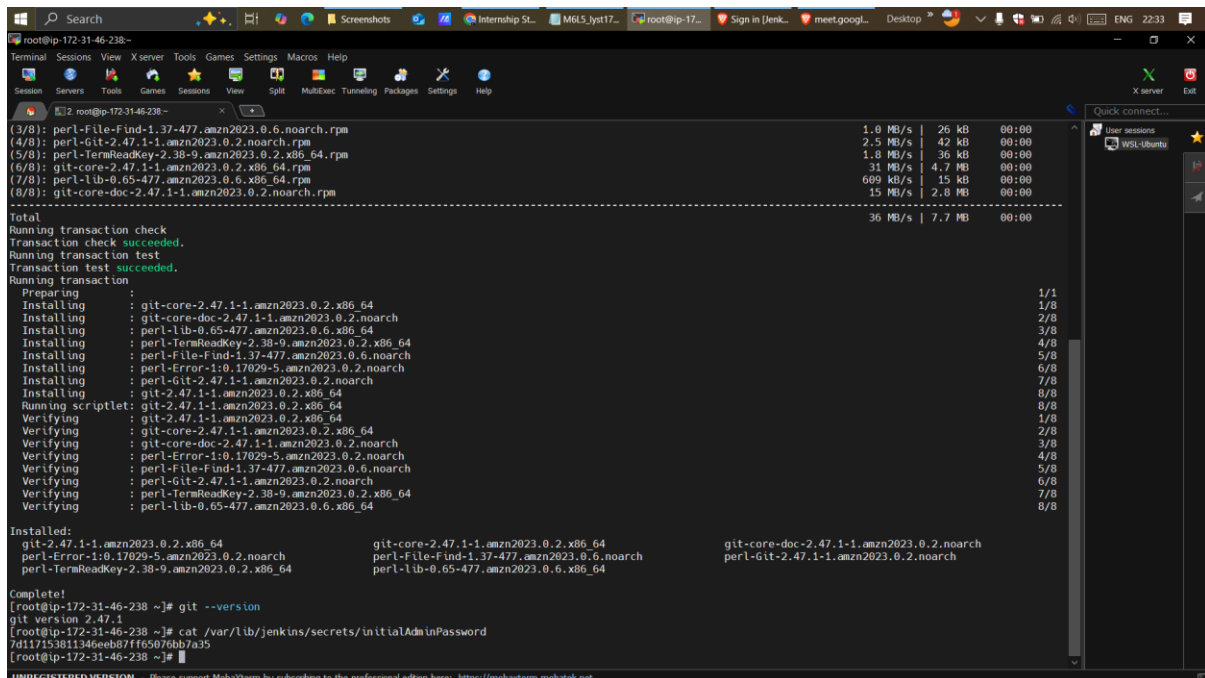 Search
Screenshots
Internship St...
M6L5_lyst17...
root@ip-17...
Sign in [Jenk...
meet.googl...
Desktop
ENG 22:33
root@ip-172-31-46-238:~
Terminal Sessions View X server Tools Games Settings Macros Help
Session Servers Tools Games Sessions View Split MultiExec Tunneling Packages Settings Help
X server Exit
2. root@ip-172-31-46-238:~
Quick connect...
User sessions
WSL-Ubuntu
(3/8): perl-File-Find-1.37-477.amzn2023.0.6.noarch.rpm 1.0 MB/s | 26 kB 00:00
(4/8): perl-Git-2.47.1-1.amzn2023.0.2.noarch.rpm 2.5 MB/s | 42 kB 00:00
(5/8): perl-TermReadKey-2.38-9.amzn2023.0.2.x86_64.rpm 1.8 MB/s | 36 kB 00:00
(6/8): git-core-2.47.1-1.amzn2023.0.2.x86_64.rpm 31 MB/s | 4.7 MB 00:00
(7/8): perl-lib-0.65-477.amzn2023.0.6.x86_64.rpm 609 kB/s | 15 kB 00:00
(8/8): git-core-doc-2.47.1-1.amzn2023.0.2.noarch.rpm 15 MB/s | 2.8 MB 00:00
--------------------------------------------------------------------------------
Total 36 MB/s | 7.7 MB 00:00
Running transaction check
Transaction check succeeded.
Running transaction test
Transaction test succeeded.
Running transaction
Preparing : 1/1
Installing : git-core-2.47.1-1.amzn2023.0.2.x86_64 1/8
Installing : git-core-doc-2.47.1-1.amzn2023.0.2.noarch 2/8
Installing : perl-lib-0.65-477.amzn2023.0.6.x86_64 3/8
Installing : perl-TermReadKey-2.38-9.amzn2023.0.2.x86_64 4/8
Installing : perl-File-Find-1.37-477.amzn2023.0.6.noarch 5/8
Installing : perl-Error-1:0.17029-5.amzn2023.0.2.noarch 6/8
Installing : perl-Git-2.47.1-1.amzn2023.0.2.noarch 7/8
Installing : git-2.47.1-1.amzn2023.0.2.x86_64 8/8
Running scriptlet: git-2.47.1-1.amzn2023.0.2.x86_64 8/8
Verifying : git-2.47.1-1.amzn2023.0.2.x86_64 1/8
Verifying : git-core-2.47.1-1.amzn2023.0.2.x86_64 2/8
Verifying : git-core-doc-2.47.1-1.amzn2023.0.2.noarch 3/8
Verifying : perl-Error-1:0.17029-5.amzn2023.0.2.noarch 4/8
Verifying : perl-File-Find-1.37-477.amzn2023.0.6.noarch 5/8
Verifying : perl-Git-2.47.1-1.amzn2023.0.2.noarch 6/8
Verifying : perl-TermReadKey-2.38-9.amzn2023.0.2.x86_64 7/8
Verifying : perl-lib-0.65-477.amzn2023.0.6.x86_64 8/8
Installed:
git-2.47.1-1.amzn2023.0.2.x86_64 git-core-2.47.1-1.amzn2023.0.2.x86_64 git-core-doc-2.47.1-1.amzn2023.0.2.noarch
perl-Error-1:0.17029-5.amzn2023.0.2.noarch perl-File-Find-1.37-477.amzn2023.0.6.noarch perl-Git-2.47.1-1.amzn2023.0.2.noarch
perl-TermReadKey-2.38-9.amzn2023.0.2.x86_64 perl-lib-0.65-477.amzn2023.0.6.x86_64
Complete!
[root@ip-172-31-46-238 ~]# git --version
git version 2.47.1
[root@ip-172-31-46-238 ~]# cat /var/lib/jenkins/secrets/initialAdminPassword
7d117153811346eeb87ff65076bb7a35
[root@ip-172-31-46-238 ~]#
UNREGISTERED VERSION - Please support MobaXterm by subscribing to the professional edition here: https://mobaxterm.mobatek.net